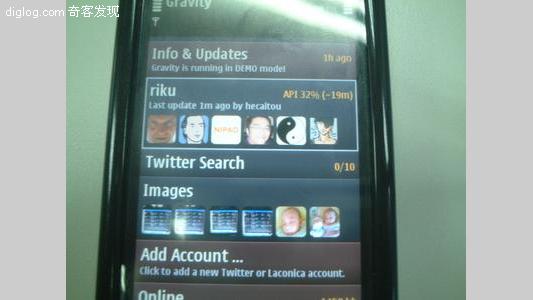 diglog.com 奇客发现
Gravity
Info & Updates 1h ago
Gravity is running in DEMO mode!
riku API 32% (~19m)
Last update 1m ago by hecaitou
NIPAO
Twitter Search 0/10
Images
Add Account ...
Click to add a new Twitter or Laconica account.
Online